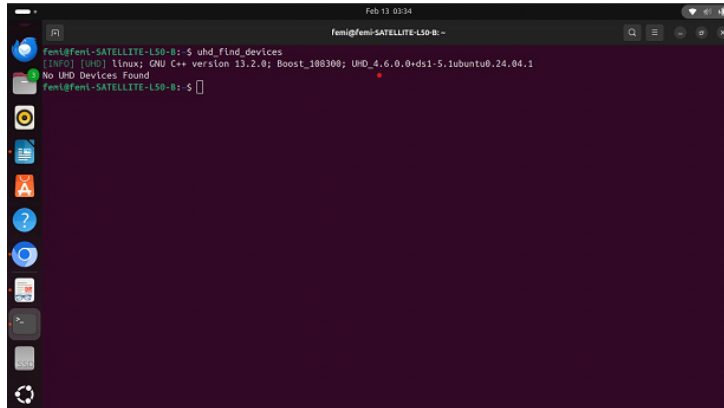 Feb 13 03:34
femi@femi-SATELLITE-L50-B: ~
femi@femi-SATELLITE-L50-B:~$ uhd_find_devices
[INFO] [UHD] linux; GNU C++ version 13.2.0; Boost_108300; UHD_4.6.0.0+ds1-5.1ubuntu0.24.04.1
No UHD Devices Found
femi@femi-SATELLITE-L50-B:~$
3
?
>_
SSD